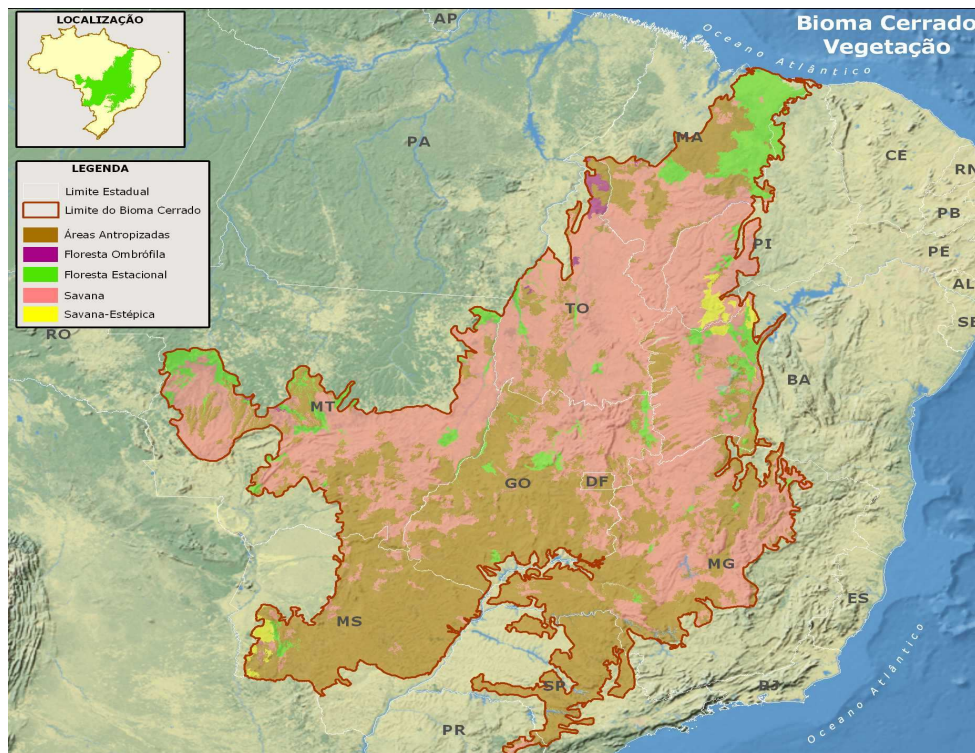 LOCALIZAÇÃO
Bioma Cerrado
Vegetação
Oceano Atlântico
LEGENDA
Limite Estadual
Limite do Bioma Cerrado
Áreas Antropizadas
Floresta Ombrófila
Floresta Estacional
Savana
Savana-Estépica
AP
PA
MA
CE
RN
PB
PE
PI
AL
SE
TO
RO
BA
MT
GO
DF
MG
ES
MS
SP
RJ
PR
Oceano Atlântico